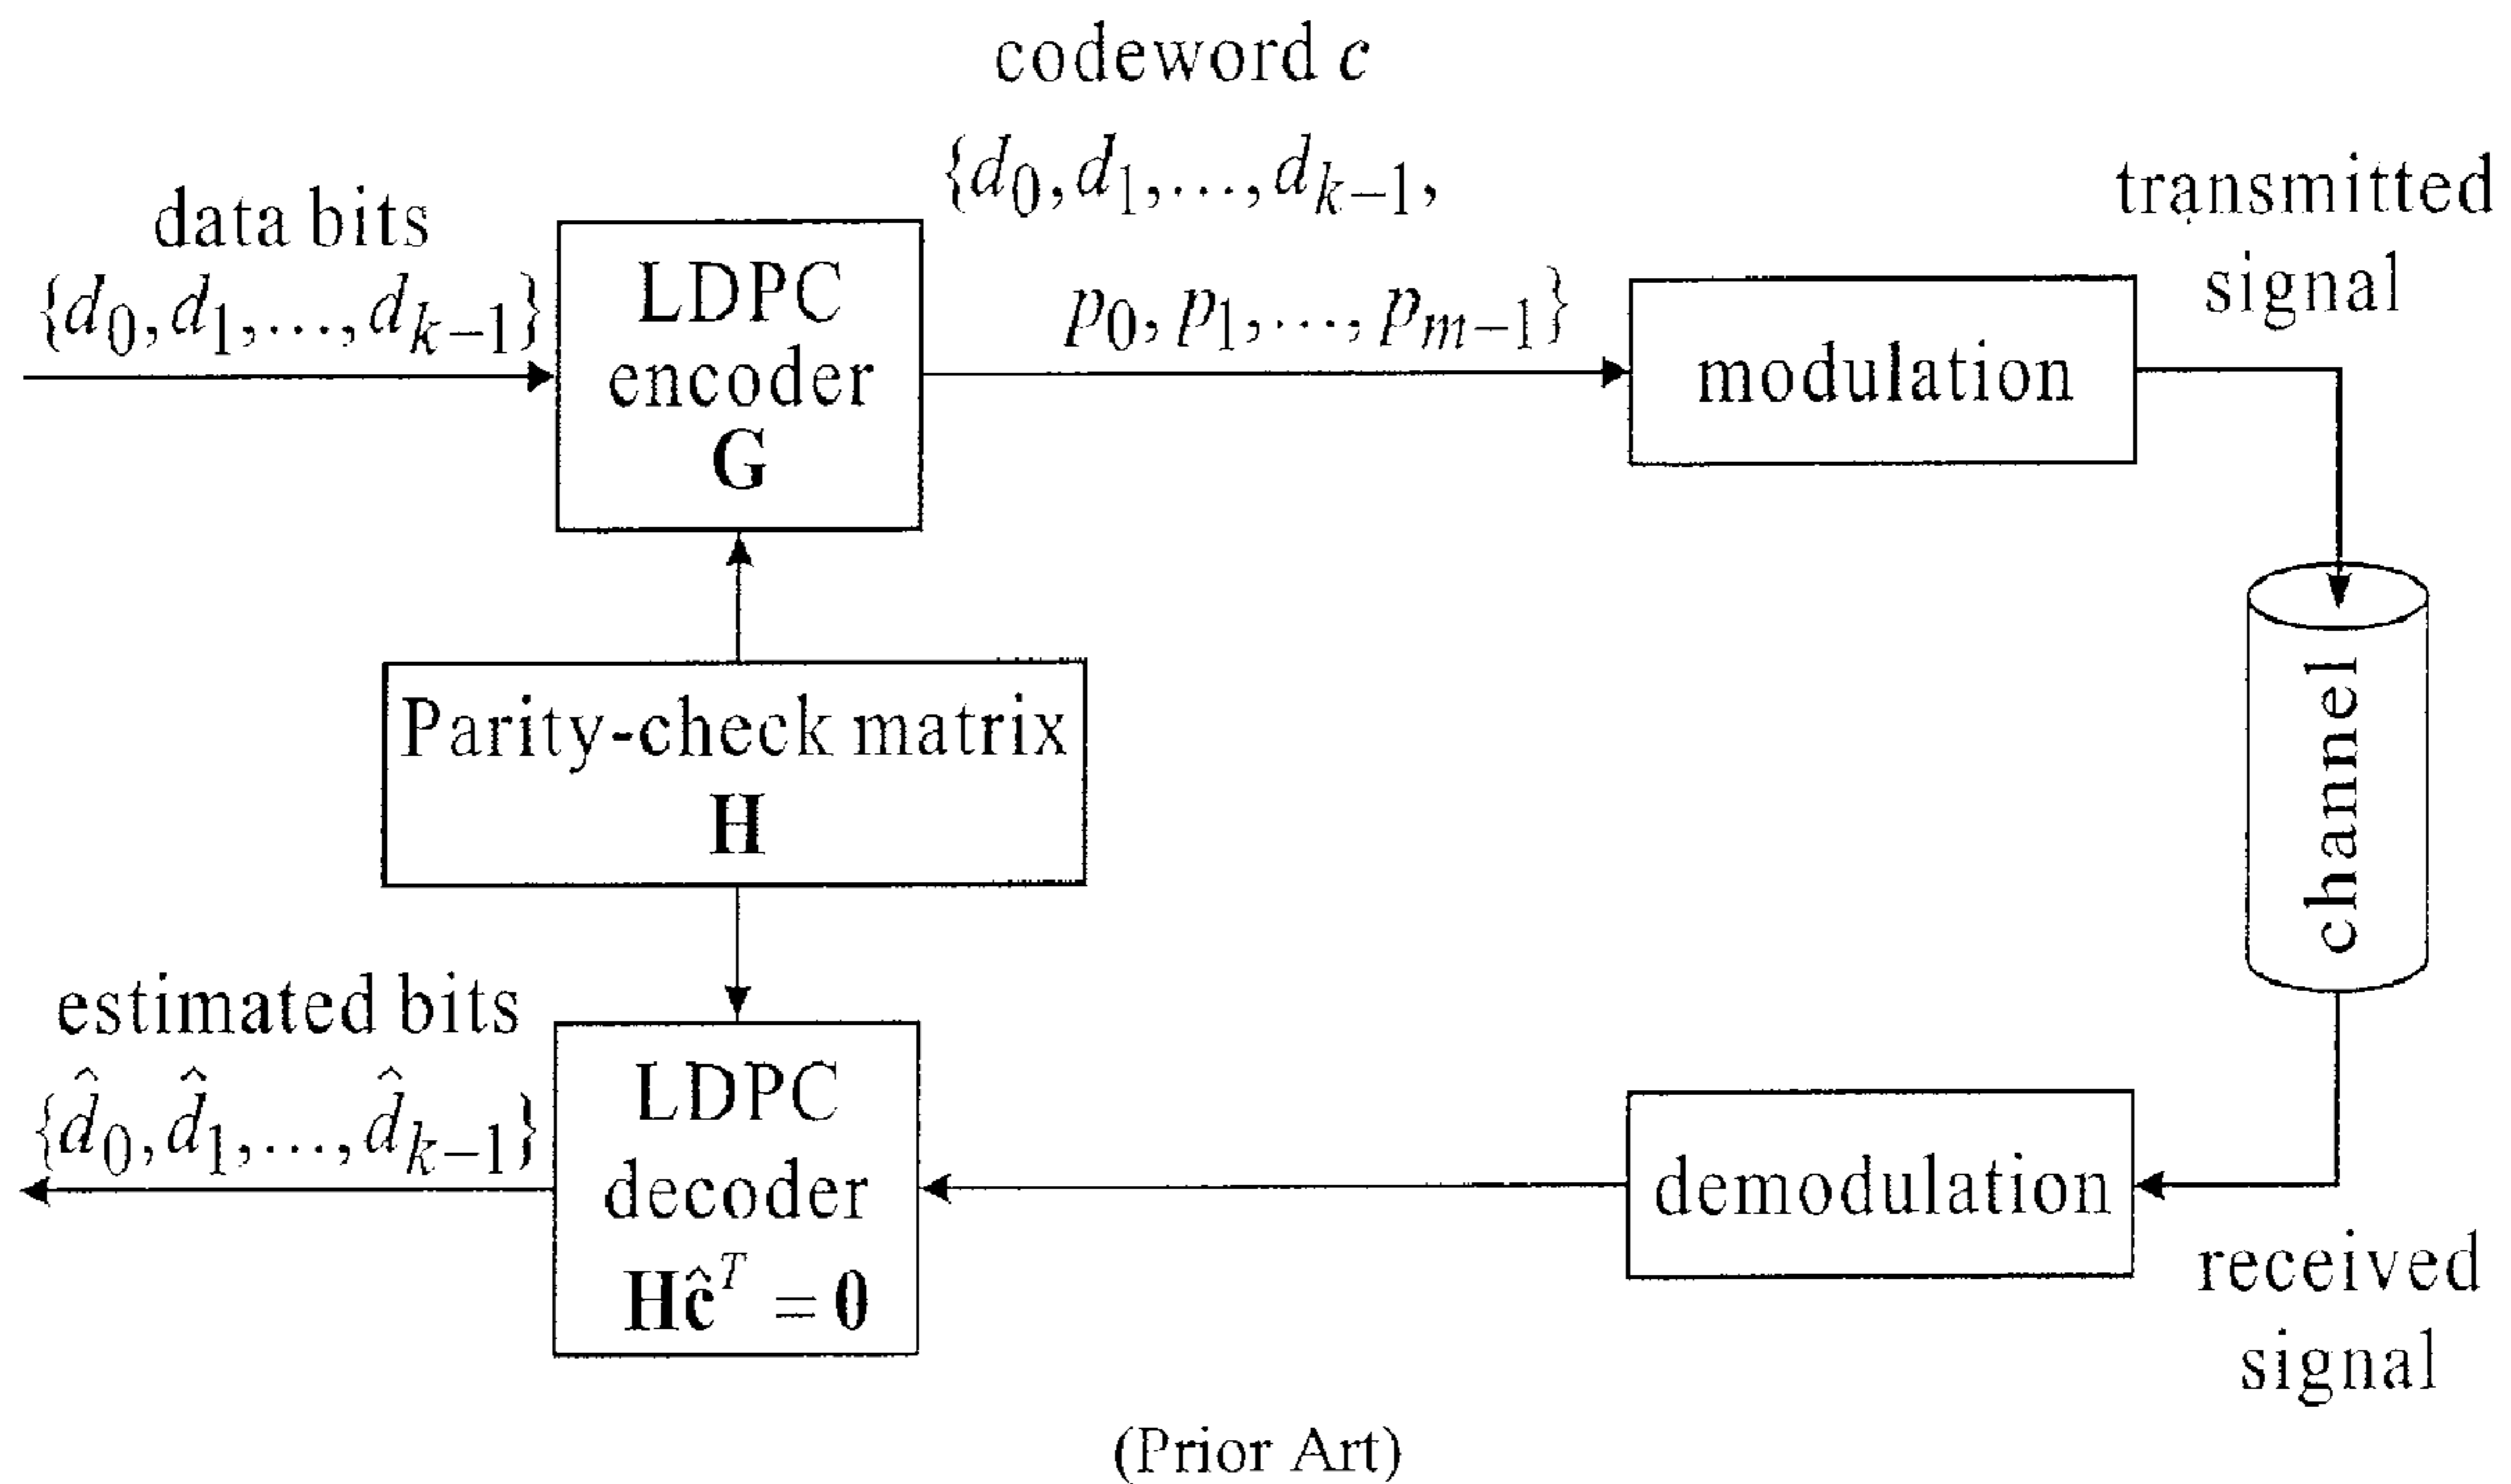 codeword c
{d0, d1,..., dk−1,
p0, p1,..., pm−1}
data bits
{d0, d1,..., dk−1}
LDPC
encoder
G
modulation
transmitted
signal
Parity-check matrix
H
channel
estimated bits
{d̂0, d̂1,..., d̂k−1}
LDPC
decoder
Hĉ^T = 0
demodulation
received
signal
(Prior Art)